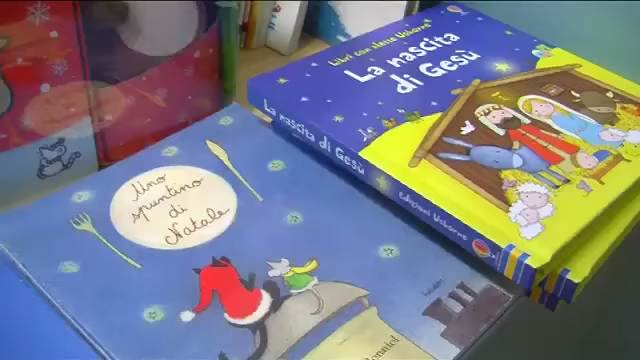 Libri con alette Usborne
La nascita
di Gesù
La nascita di Gesù
Edizioni Usborne
Uno
spuntino
di
Natale